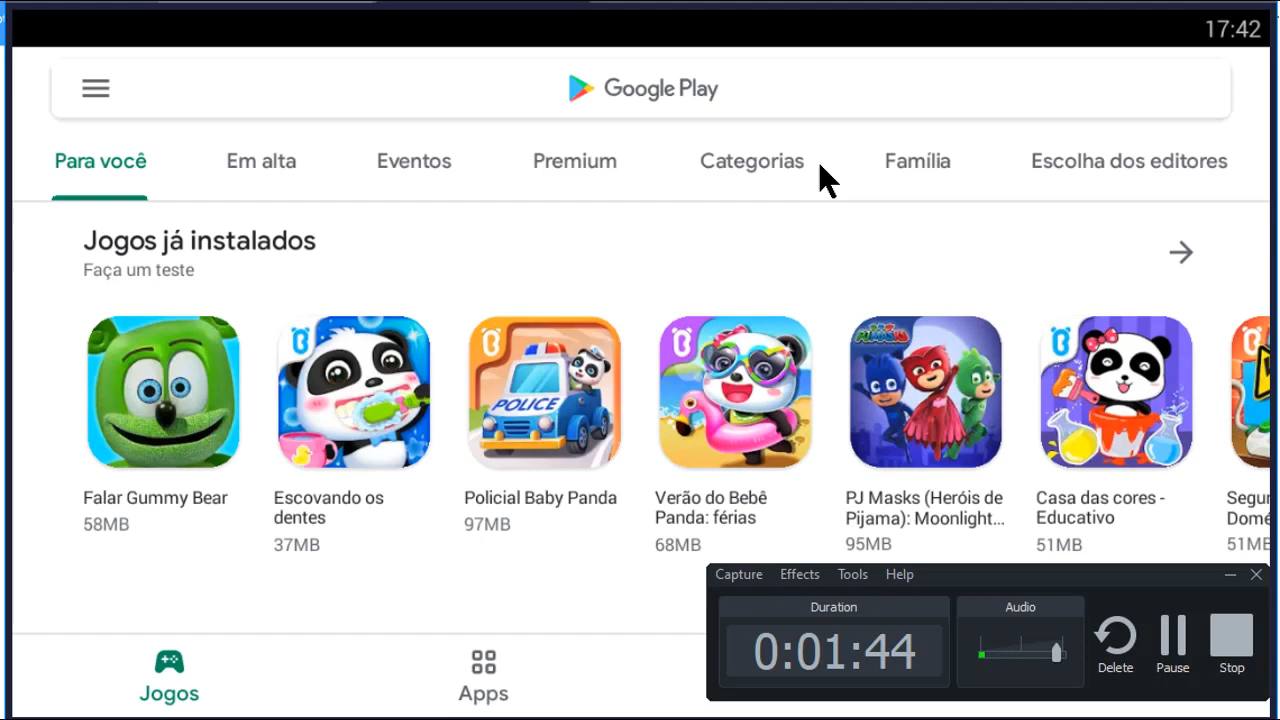 17:42
Google Play
Para você
Em alta
Eventos
Premium
Categorias
Família
Escolha dos editores
Jogos já instalados
Faça um teste
POLICE
PJ MASKS
Falar Gummy Bear
58MB
Escovando os
dentes
37MB
Policial Baby Panda
97MB
Verão do Bebê
Panda: férias
68MB
PJ Masks (Heróis de
Pijama): Moonlight...
95MB
Casa das cores -
Educativo
51MB
Segur
Domé
51MB
Capture
Effects
Tools
Help
Duration
0:01:44
Audio
Delete
Pause
Stop
Jogos
Apps